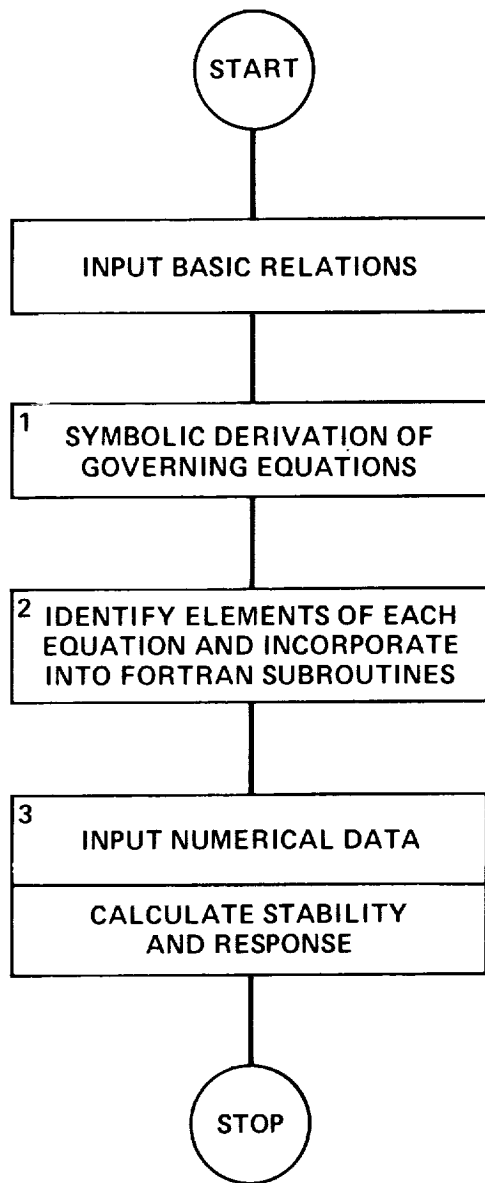 START
INPUT BASIC RELATIONS
1
SYMBOLIC DERIVATION OF
GOVERNING EQUATIONS
2
IDENTIFY ELEMENTS OF EACH
EQUATION AND INCORPORATE
INTO FORTRAN SUBROUTINES
3
INPUT NUMERICAL DATA
CALCULATE STABILITY
AND RESPONSE
STOP